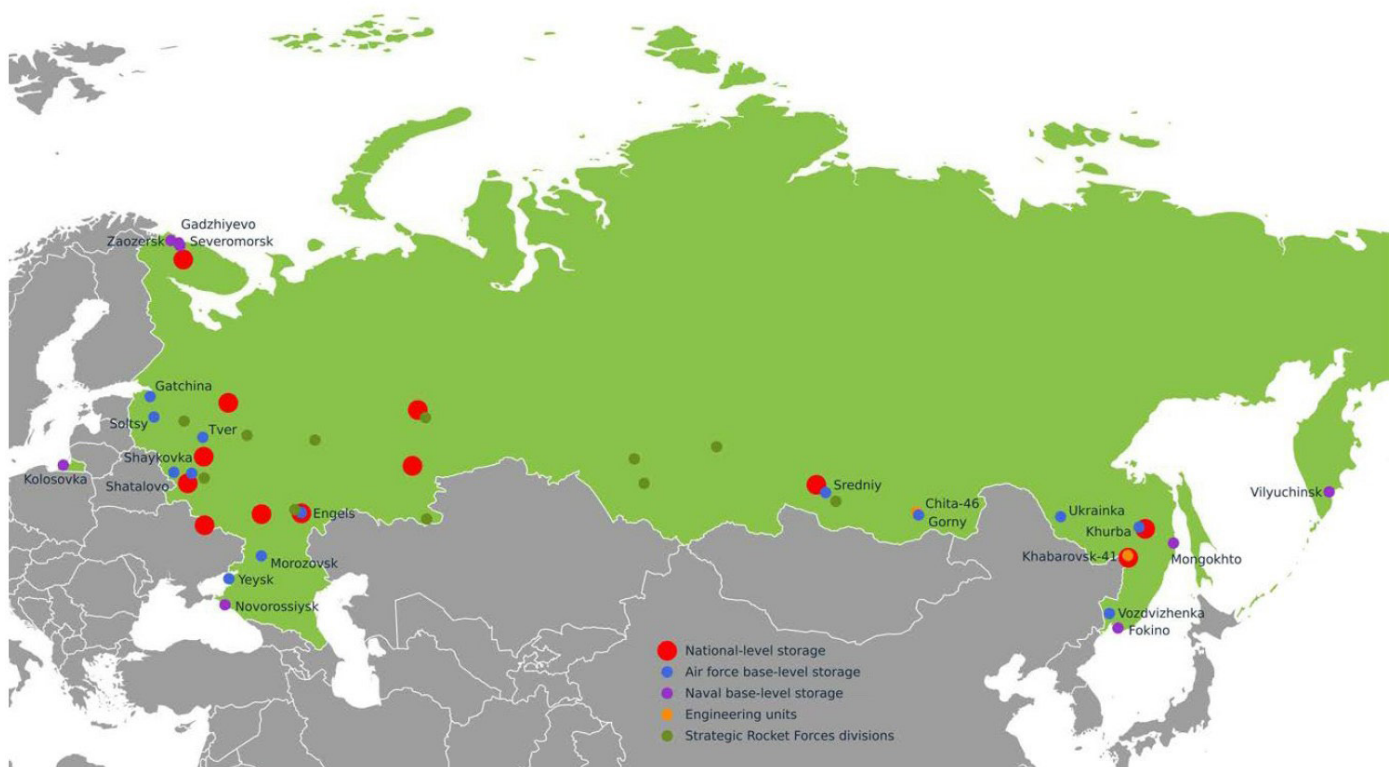 Gadzhiyevo
Zaozersk
Severomorsk
Gatchina
Soltsy
Tver
Shaykovka
Kolosovka
Shatalovo
Engels
Morozovsk
Yeysk
Novorossiysk
Sredniy
Chita-46
Gorny
Ukrainka
Khurba
Khabarovsk-41
Mongokhto
Vilyuchinsk
Vozdvizhenka
Fokino
National-level storage
Air force base-level storage
Naval base-level storage
Engineering units
Strategic Rocket Forces divisions